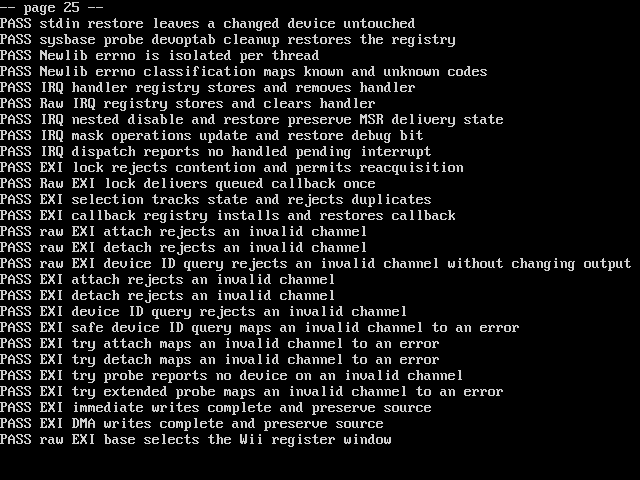 -- page 25 --
PASS stdin restore leaves a changed device untouched
PASS sysbase probe devoptab cleanup restores the registry
PASS Newlib errno is isolated per thread
PASS Newlib errno classification maps known and unknown codes
PASS IRQ handler registry stores and removes handler
PASS Raw IRQ registry stores and clears handler
PASS IRQ nested disable and restore preserve MSR delivery state
PASS IRQ mask operations update and restore debug bit
PASS IRQ dispatch reports no handled pending interrupt
PASS EXI lock rejects contention and permits reacquisition
PASS Raw EXI lock delivers queued callback once
PASS EXI selection tracks state and rejects duplicates
PASS EXI callback registry installs and restores callback
PASS raw EXI attach rejects an invalid channel
PASS raw EXI detach rejects an invalid channel
PASS raw EXI device ID query rejects an invalid channel without changing output
PASS EXI attach rejects an invalid channel
PASS EXI detach rejects an invalid channel
PASS EXI device ID query rejects an invalid channel
PASS EXI safe device ID query maps an invalid channel to an error
PASS EXI try attach maps an invalid channel to an error
PASS EXI try detach maps an invalid channel to an error
PASS EXI try probe reports no device on an invalid channel
PASS EXI try extended probe maps an invalid channel to an error
PASS EXI immediate writes complete and preserve source
PASS EXI DMA writes complete and preserve source
PASS raw EXI base selects the Wii register window